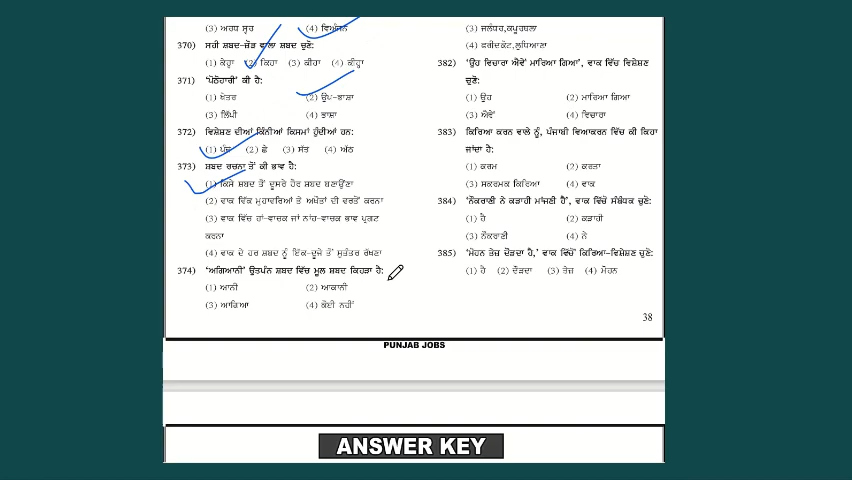 (3) ਅਰਧ ਸ੍ਵਰ (4) ਵਿਅੰਜਨ
370) ਸਹੀ ਸ਼ਬਦ-ਜੋੜ ਵਾਲਾ ਸ਼ਬਦ ਚੁਣੋ:
(1) ਕੇਹਾ (2) ਕਿਹਾ (3) ਕੀਹਾ (4) ਕੀਹ੍ਹਾ
371) 'ਪੋਠੋਹਾਰੀ' ਕੀ ਹੈ:
(1) ਖੇਤਰ (2) ਉਪ-ਭਾਸ਼ਾ
(3) ਲਿੱਪੀ (4) ਭਾਸ਼ਾ
372) ਵਿਸ਼ੇਸ਼ਣ ਦੀਆਂ ਕਿੰਨੀਆਂ ਕਿਸਮਾਂ ਹੁੰਦੀਆਂ ਹਨ:
(1) ਪੰਜ (2) ਛੇ (3) ਸੱਤ (4) ਅੱਠ
373) ਸ਼ਬਦ ਰਚਨਾ ਤੋਂ ਕੀ ਭਾਵ ਹੈ:
(1) ਕਿਸੇ ਸ਼ਬਦ ਤੋਂ ਦੂਸਰੇ ਹੋਰ ਸ਼ਬਦ ਬਣਾਉਣਾ
(2) ਵਾਕ ਵਿੱਕ ਮੁਹਾਵਰਿਆਂ ਤੇ ਅਖੌਤਾਂ ਦੀ ਵਰਤੋਂ ਕਰਨਾ
(3) ਵਾਕ ਵਿੱਚ ਹਾਂ-ਵਾਚਕ ਜਾਂ ਨਾਂਹ-ਵਾਚਕ ਭਾਵ ਪ੍ਰਗਟ
ਕਰਨਾ
(4) ਵਾਕ ਦੇ ਹਰ ਸ਼ਬਦ ਨੂੰ ਇੱਕ-ਦੂਜੇ ਤੋਂ ਸੁਤੰਤਰ ਰੱਖਣਾ
374) 'ਅਗਿਆਨੀ' ਉਤਪੰਨ ਸ਼ਬਦ ਵਿੱਚ ਮੂਲ ਸ਼ਬਦ ਕਿਹੜਾ ਹੈ:
(1) ਆਨੀ (2) ਆਕਾਨੀ
(3) ਆਗਿਆ (4) ਕੋਈ ਨਹੀਂ
(3) ਜਲੰਧਰ,ਕਪੂਰਥਲਾ
(4) ਫਰੀਦਕੋਟ,ਲੁਧਿਆਣਾ
382) 'ਉਹ ਵਿਚਾਰਾ ਐਵੇਂ ਮਾਰਿਆ ਗਿਆ', ਵਾਕ ਵਿੱਚ ਵਿਸ਼ੇਸ਼ਣ
ਚੁਣੋ:
(1) ਉਹ (2) ਮਾਰਿਆ ਗਿਆ
(3) ਐਵੇਂ (4) ਵਿਚਾਰਾ
383) ਕਿਰਿਆ ਕਰਨ ਵਾਲੇ ਨੂੰ, ਪੰਜਾਬੀ ਵਿਆਕਰਨ ਵਿੱਚ ਕੀ ਕਿਹਾ
ਜਾਂਦਾ ਹੈ:
(1) ਕਰਮ (2) ਕਰਤਾ
(3) ਸਕਰਮਕ ਕਿਰਿਆ (4) ਵਾਕ
384) 'ਨੌਕਰਾਣੀ ਨੇ ਕੜਾਹੀ ਮਾਂਜਣੀ ਹੈ', ਵਾਕ ਵਿੱਚੋਂ ਸੰਬੰਧਕ ਚੁਣੋ:
(1) ਹੈ (2) ਕੜਾਹੀ
(3) ਨੌਕਰਾਣੀ (4) ਨੇ
385) 'ਮੋਹਨ ਤੇਜ਼ ਦੌੜਦਾ ਹੈ,' ਵਾਕ ਵਿੱਚੋਂ ਕਿਰਿਆ-ਵਿਸ਼ੇਸ਼ਣ ਚੁਣੋ:
(1) ਹੈ (2) ਦੌੜਦਾ (3) ਤੇਜ਼ (4) ਮੋਹਨ
38
PUNJAB JOBS
ANSWER KEY